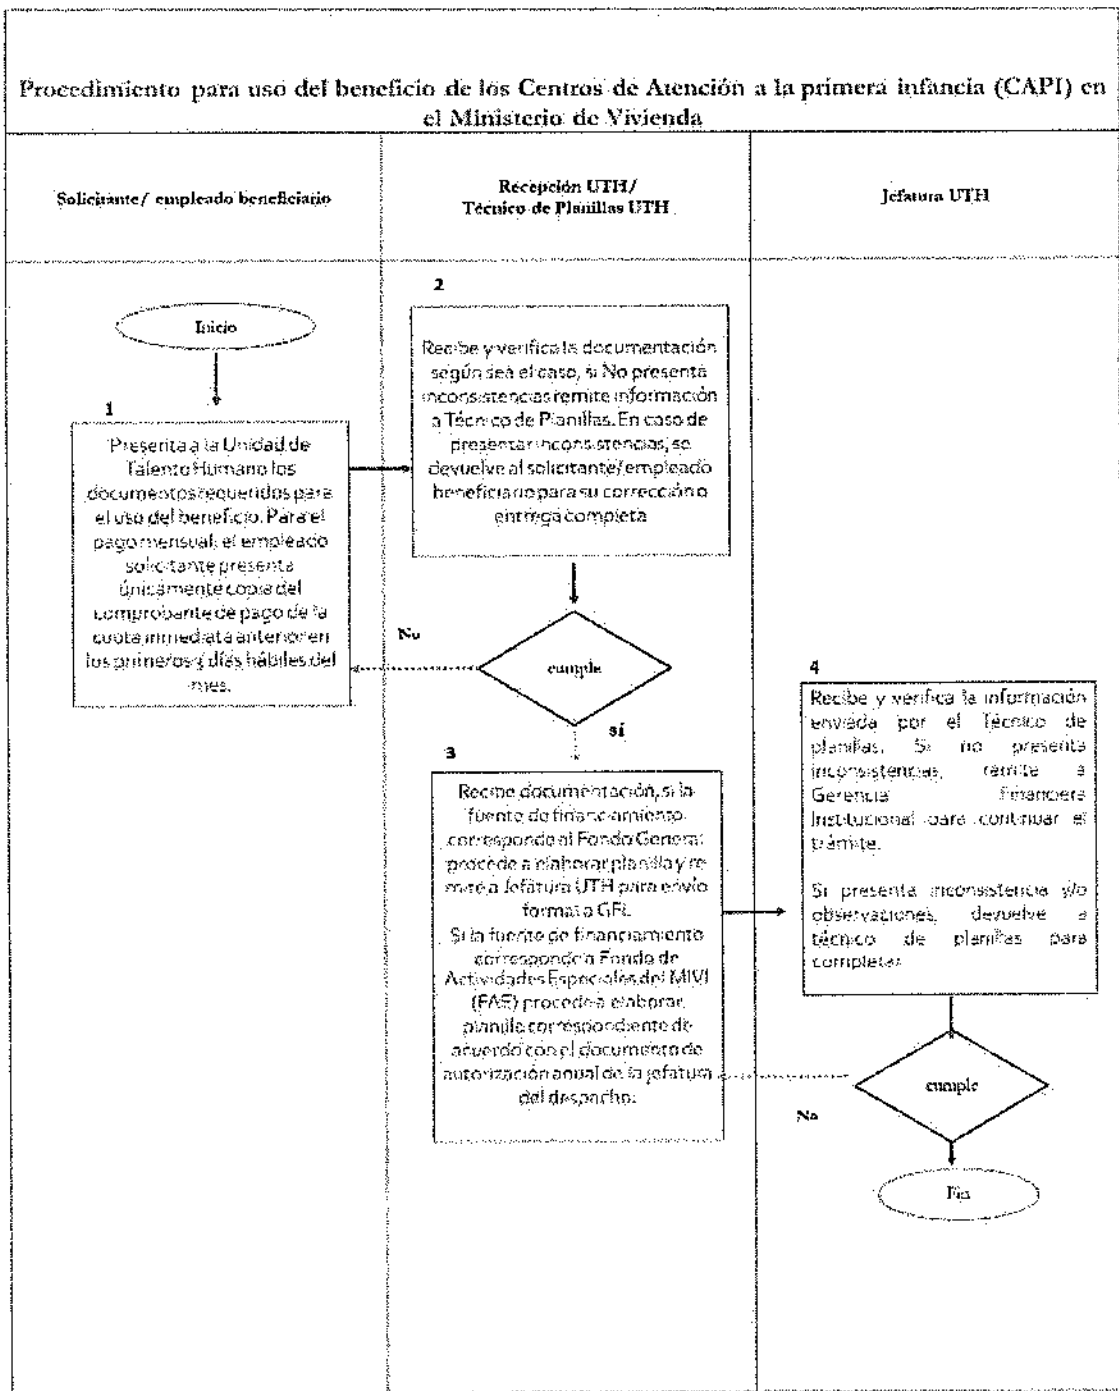 Procedimiento para uso del beneficio de los Centros de Atención a la primera infancia (CAPI) en
el Ministerio de Vivienda
Solicitante/ empleado beneficiario
Recepción UTH/
Técnico de Planillas UTH
Jefatura UTH
Inicio
1
Presenta a la Unidad de
Talento Humano los
documentos requeridos para
el uso del beneficio. Para el
pago mensual, el empleado
solicitante presenta
únicamente copia del
comprobante de pago de la
cuota inmediata anterior en
los primeros días hábiles del
mes.
2
Recibe y verifica la documentación
según sea el caso, si No presenta
inconsistencias remite información
a Técnico de Planillas. En caso de
presentar inconsistencias, se
devuelve al solicitante/empleado
beneficiario para su corrección o
entrega completa
cumple
No
sí
3
Recibe documentación, si la
fuente de financiamiento
corresponde al Fondo General
procede a elaborar planilla y re
mite a Jefatura UTH para envío
formal a GFI.
Si la fuente de financiamiento
corresponde a Fondo de
Actividades Especiales del MIVI
(FAE) procede a elaborar
planilla correspondiente de
acuerdo con el documento de
autorización anual de la jefatura
del despacho.
4
Recibe y verifica la información
enviada por el Técnico de
planillas. Si no presenta
inconsistencias, remite a
Gerencia Financiera
Institucional para continuar el
trámite.
Si presenta inconsistencia y/o
observaciones, devuelve a
técnico de planillas para
completar
cumple
No
Fin